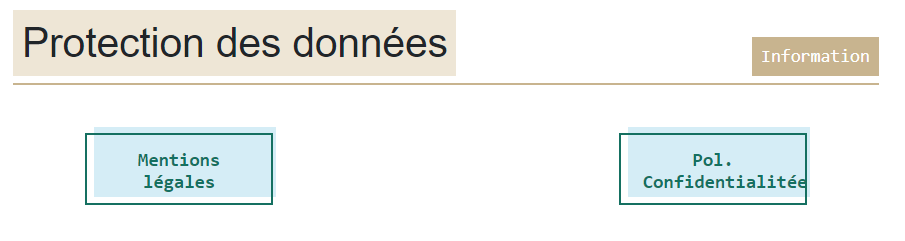 Protection des données
Information
Mentions
légales
Pol.
Confidentialitée